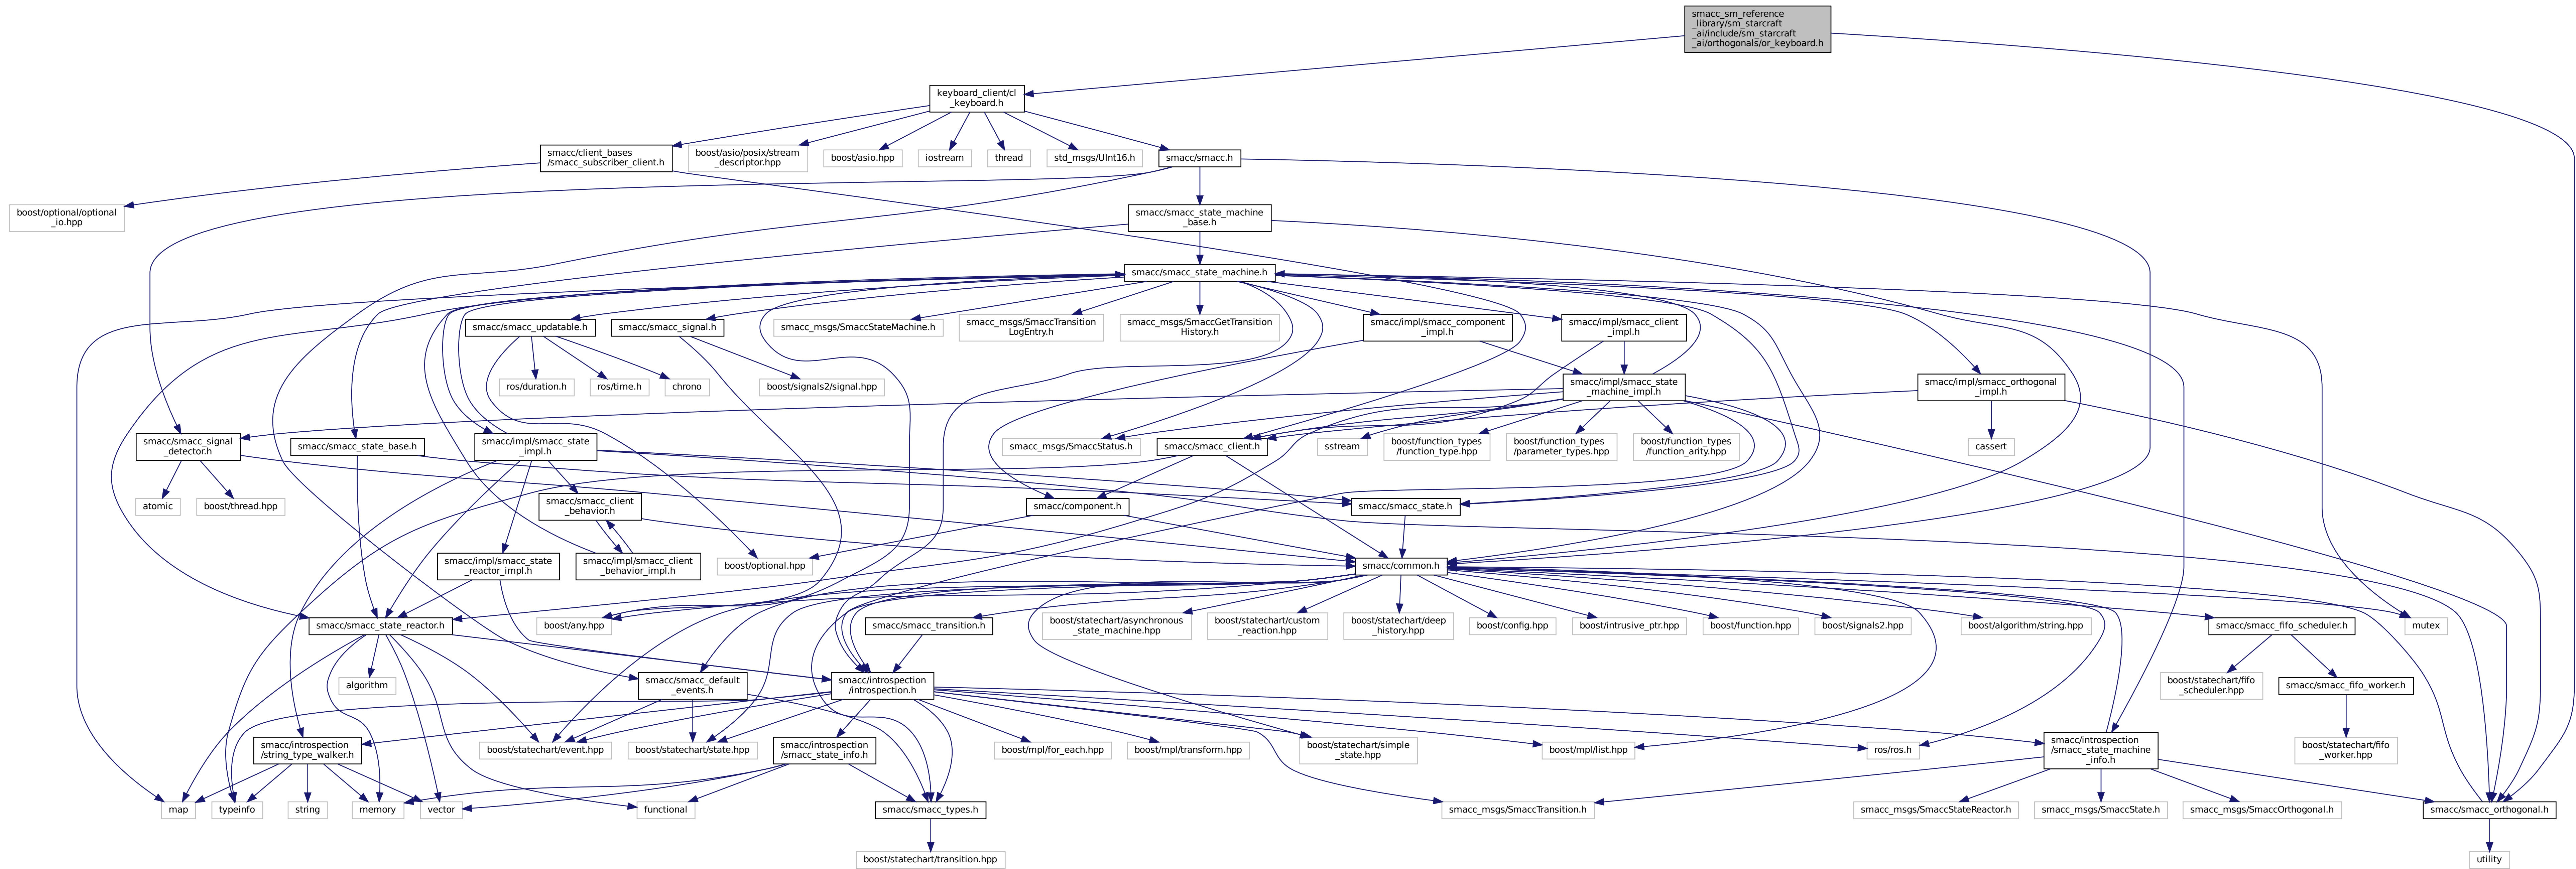 smacc_sm_reference
_library/sm_starcraft
_ai/include/sm_starcraft
_ai/orthogonals/or_keyboard.h
keyboard_client/cl
_keyboard.h
smacc/client_bases
/smacc_subscriber_client.h
boost/asio/posix/stream
_descriptor.hpp
boost/asio.hpp
iostream
thread
std_msgs/UInt16.h
smacc/smacc.h
boost/optional/optional
_io.hpp
smacc/smacc_state_machine
_base.h
smacc/smacc_state_machine.h
smacc/smacc_updatable.h
smacc/smacc_signal.h
smacc_msgs/SmaccStateMachine.h
smacc_msgs/SmaccTransition
LogEntry.h
smacc_msgs/SmaccGetTransition
History.h
smacc/impl/smacc_component
_impl.h
smacc/impl/smacc_client
_impl.h
ros/duration.h
ros/time.h
chrono
boost/signals2/signal.hpp
smacc/impl/smacc_state
_machine_impl.h
smacc/impl/smacc_orthogonal
_impl.h
smacc/smacc_signal
_detector.h
smacc/smacc_state_base.h
smacc/impl/smacc_state
_impl.h
smacc_msgs/SmaccStatus.h
smacc/smacc_client.h
sstream
boost/function_types
/function_type.hpp
boost/function_types
/parameter_types.hpp
boost/function_types
/function_arity.hpp
cassert
atomic
boost/thread.hpp
smacc/smacc_client
_behavior.h
smacc/component.h
smacc/smacc_state.h
smacc/impl/smacc_state
_reactor_impl.h
smacc/impl/smacc_client
_behavior_impl.h
boost/optional.hpp
smacc/common.h
smacc/smacc_state_reactor.h
boost/any.hpp
smacc/smacc_transition.h
boost/statechart/asynchronous
_state_machine.hpp
boost/statechart/custom
_reaction.hpp
boost/statechart/deep
_history.hpp
boost/config.hpp
boost/intrusive_ptr.hpp
boost/function.hpp
boost/signals2.hpp
boost/algorithm/string.hpp
smacc/smacc_fifo_scheduler.h
mutex
algorithm
smacc/smacc_default
_events.h
smacc/introspection
/introspection.h
boost/statechart/fifo
_scheduler.hpp
smacc/smacc_fifo_worker.h
smacc/introspection
/string_type_walker.h
boost/statechart/event.hpp
boost/statechart/state.hpp
smacc/introspection
/smacc_state_info.h
boost/mpl/for_each.hpp
boost/mpl/transform.hpp
boost/statechart/simple
_state.hpp
boost/mpl/list.hpp
ros/ros.h
smacc/introspection
/smacc_state_machine
_info.h
boost/statechart/fifo
_worker.hpp
map
typeinfo
string
memory
vector
functional
smacc/smacc_types.h
smacc_msgs/SmaccTransition.h
smacc_msgs/SmaccStateReactor.h
smacc_msgs/SmaccState.h
smacc_msgs/SmaccOrthogonal.h
smacc/smacc_orthogonal.h
boost/statechart/transition.hpp
utility